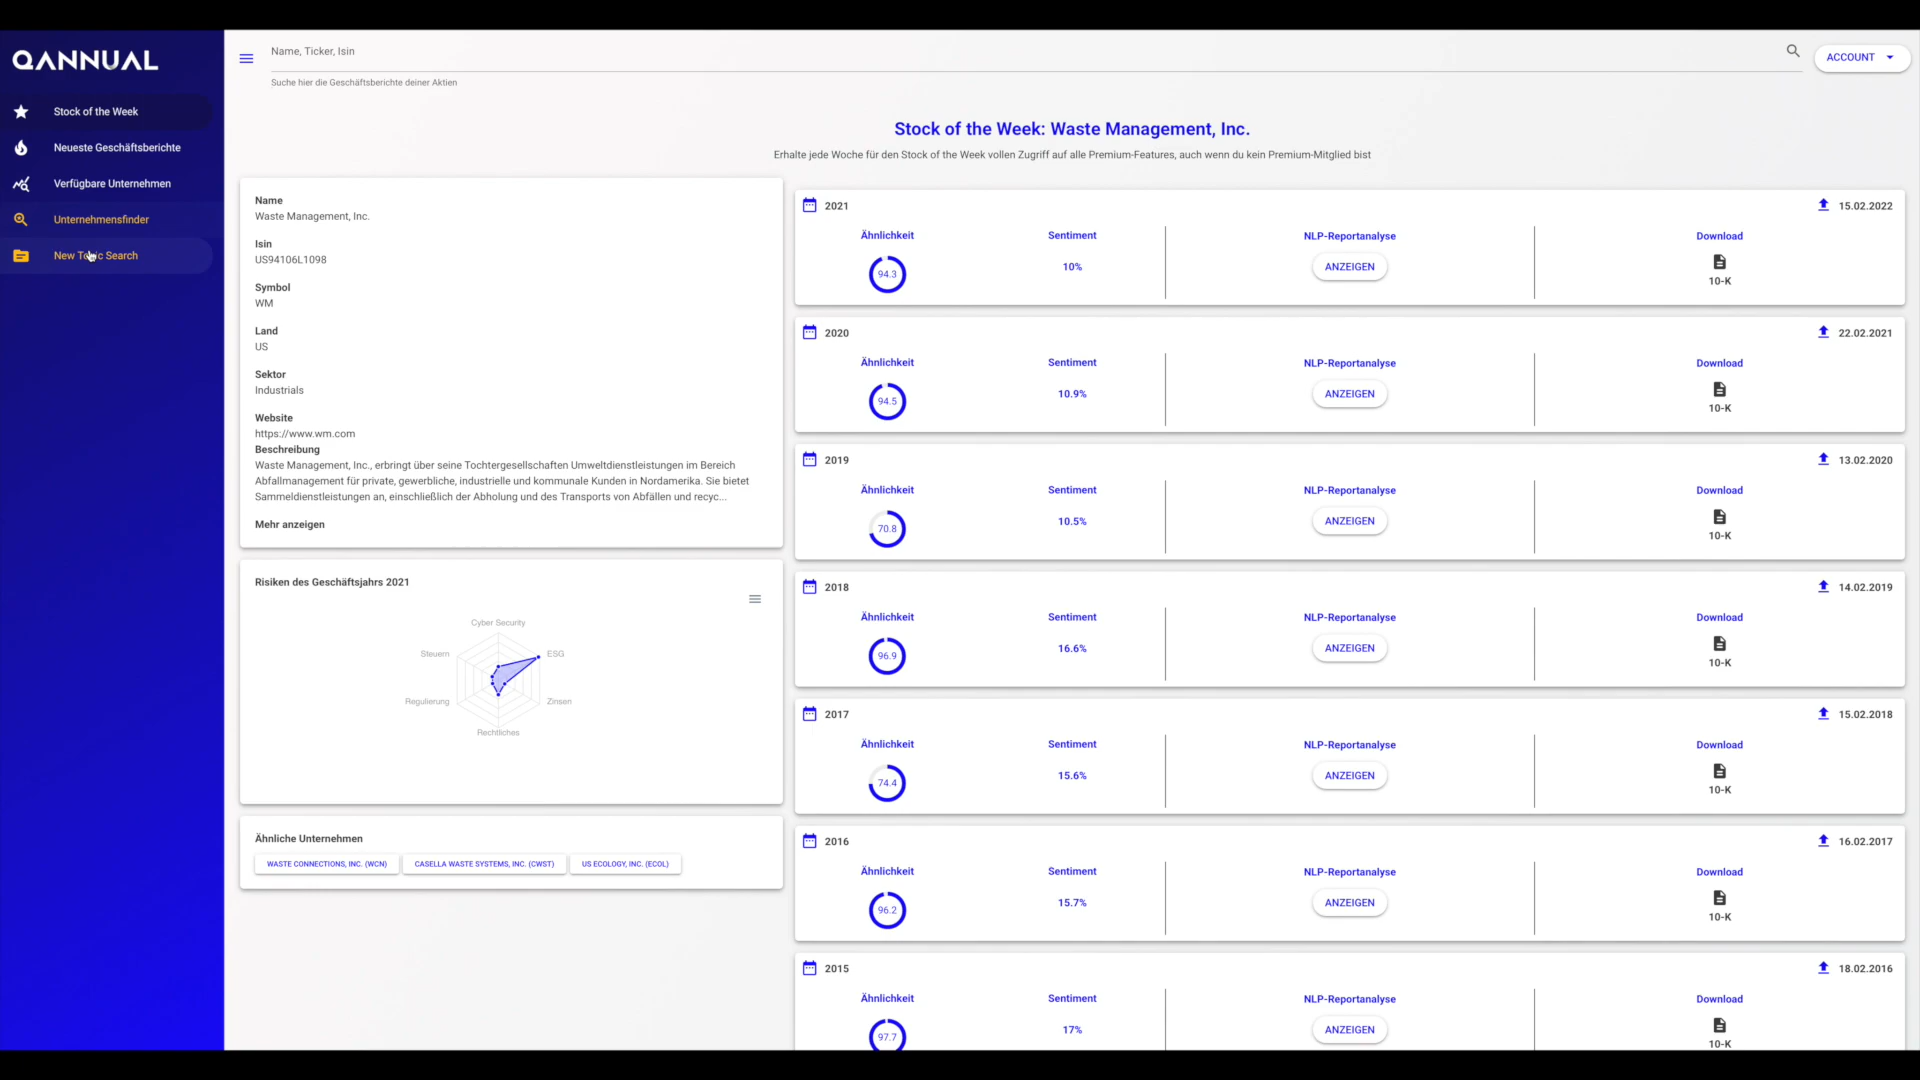 QANNUAL
Stock of the Week
Neueste Geschäftsberichte
Verfügbare Unternehmen
Unternehmensfinder
New Topic Search
Name, Ticker, Isin
Suche hier die Geschäftsberichte deiner Aktien
ACCOUNT
Stock of the Week: Waste Management, Inc.
Erhalte jede Woche für den Stock of the Week vollen Zugriff auf alle Premium-Features, auch wenn du kein Premium-Mitglied bist
Name
Waste Management, Inc.
Isin
US94106L1098
Symbol
WM
Land
US
Sektor
Industrials
Website
https://www.wm.com
Beschreibung
Waste Management, Inc., erbringt über seine Tochtergesellschaften Umweltdienstleistungen im Bereich
Abfallmanagement für private, gewerbliche, industrielle und kommunale Kunden in Nordamerika. Sie bietet
Sammeldienstleistungen an, einschließlich der Abholung und des Transports von Abfällen und recyc...
Mehr anzeigen
Risiken des Geschäftsjahrs 2021
Cyber Security
Steuern
ESG
Regulierung
Zinsen
Rechtliches
Ähnliche Unternehmen
WASTE CONNECTIONS, INC. (WCN) CASELLA WASTE SYSTEMS, INC. (CWST) US ECOLOGY, INC. (ECOL)
2021 15.02.2022
Ähnlichkeit Sentiment NLP-Reportanalyse Download
94.3 10% ANZEIGEN
10-K
2020 22.02.2021
Ähnlichkeit Sentiment NLP-Reportanalyse Download
94.5 10.9% ANZEIGEN
10-K
2019 13.02.2020
Ähnlichkeit Sentiment NLP-Reportanalyse Download
70.8 10.5% ANZEIGEN
10-K
2018 14.02.2019
Ähnlichkeit Sentiment NLP-Reportanalyse Download
96.9 16.6% ANZEIGEN
10-K
2017 15.02.2018
Ähnlichkeit Sentiment NLP-Reportanalyse Download
74.4 15.6% ANZEIGEN
10-K
2016 16.02.2017
Ähnlichkeit Sentiment NLP-Reportanalyse Download
96.2 15.7% ANZEIGEN
10-K
2015 18.02.2016
Ähnlichkeit Sentiment NLP-Reportanalyse Download
97.7 17% ANZEIGEN
10-K